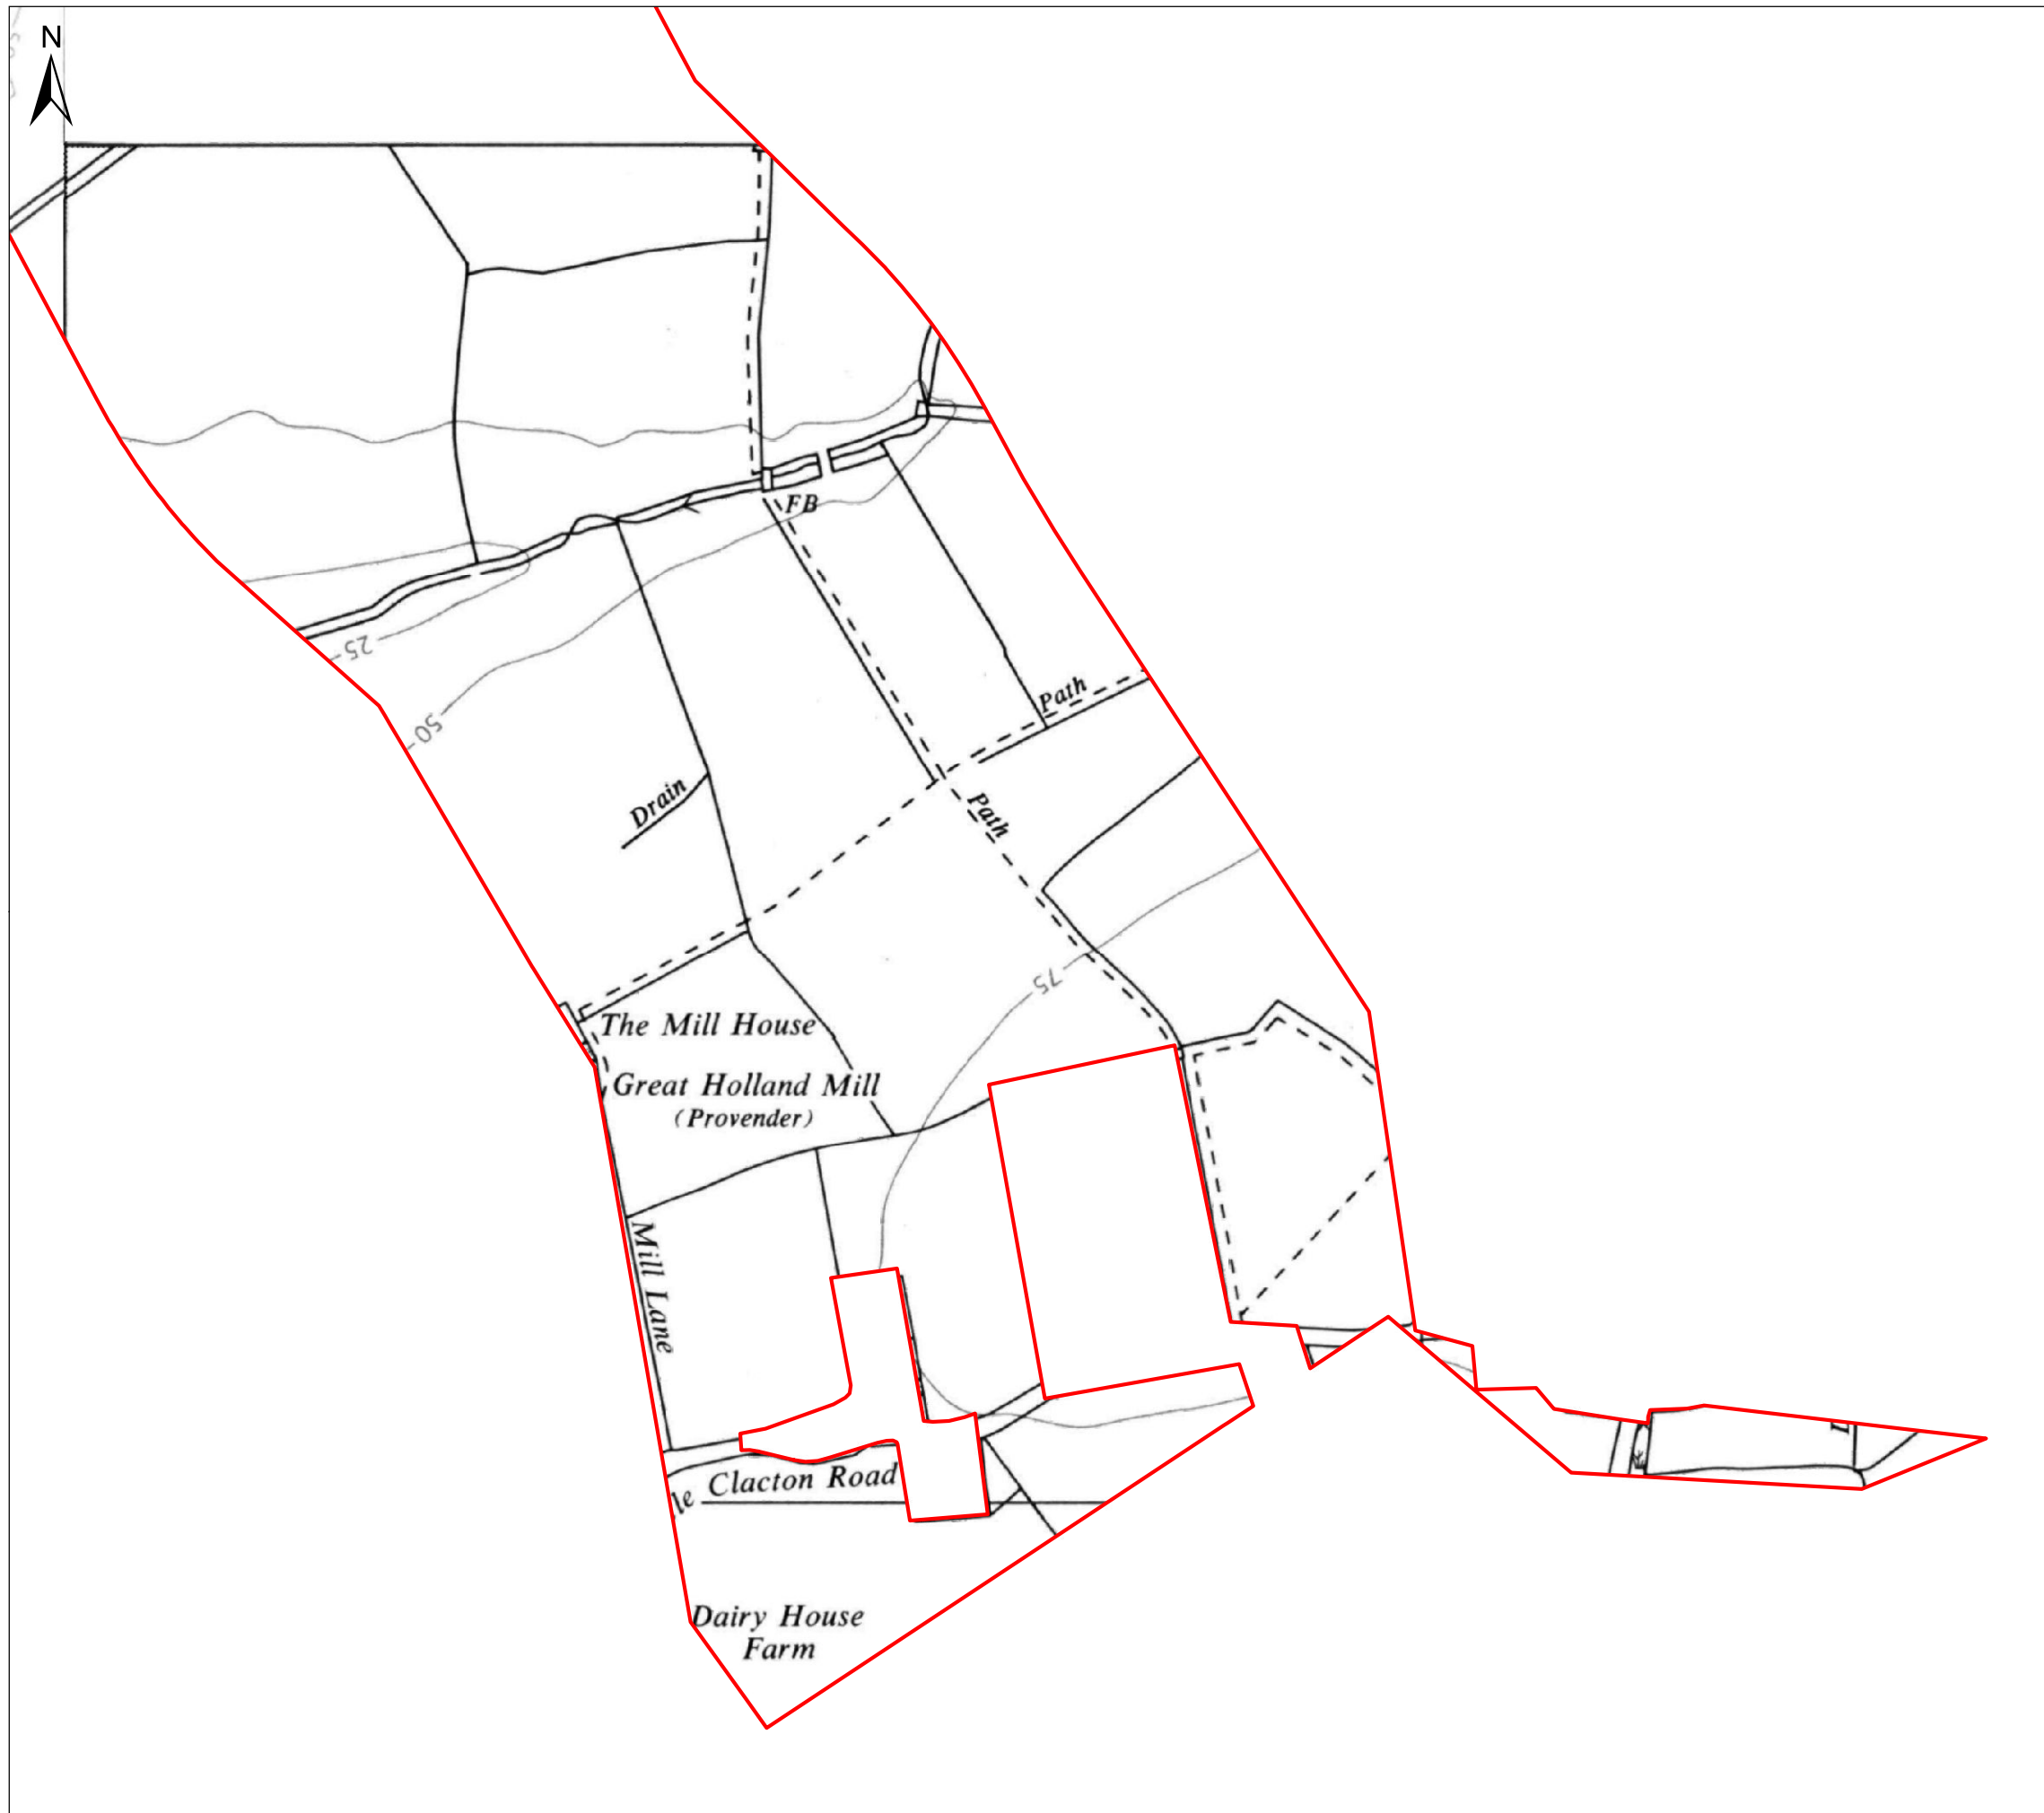 N
FB
25
Path
50
Drain
Path
75
The Mill House
Great Holland Mill
(Provender)
Mill Lane
Clacton Road
le
Dairy House
Farm